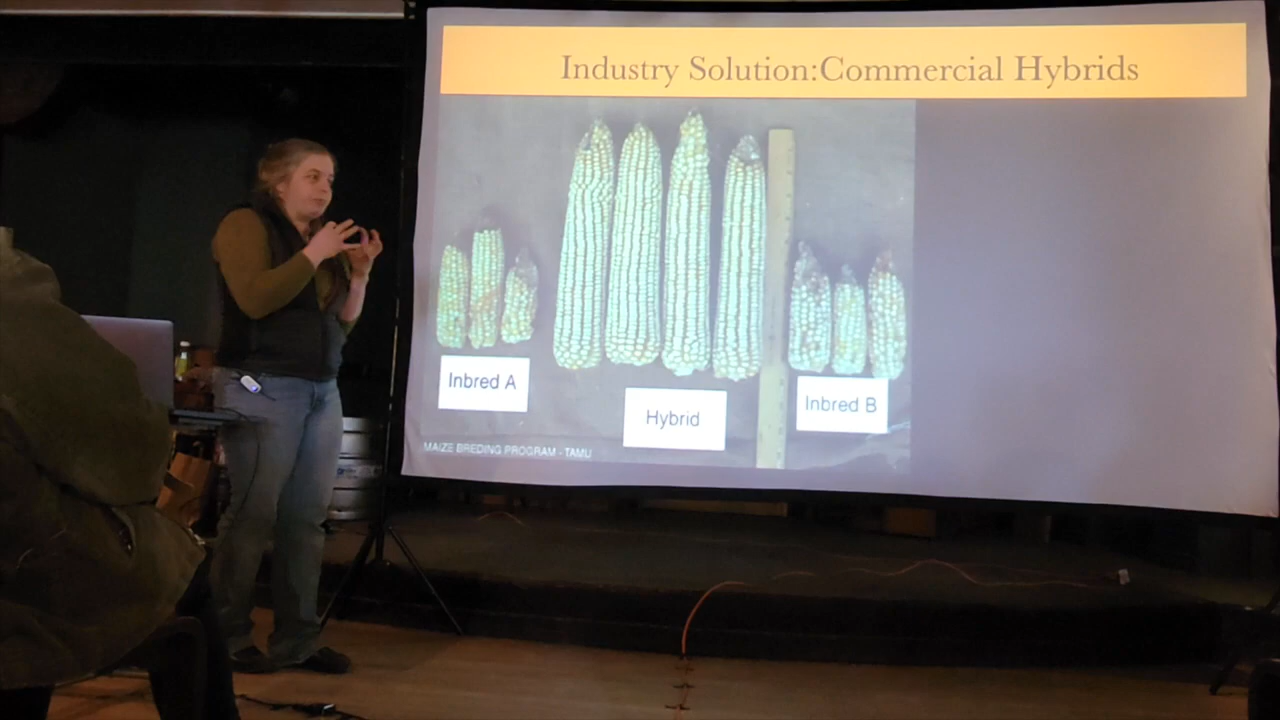 Industry Solution:Commercial Hybrids
Inbred A
Hybrid
Inbred B
MAIZE BREDING PROGRAM - TAMU